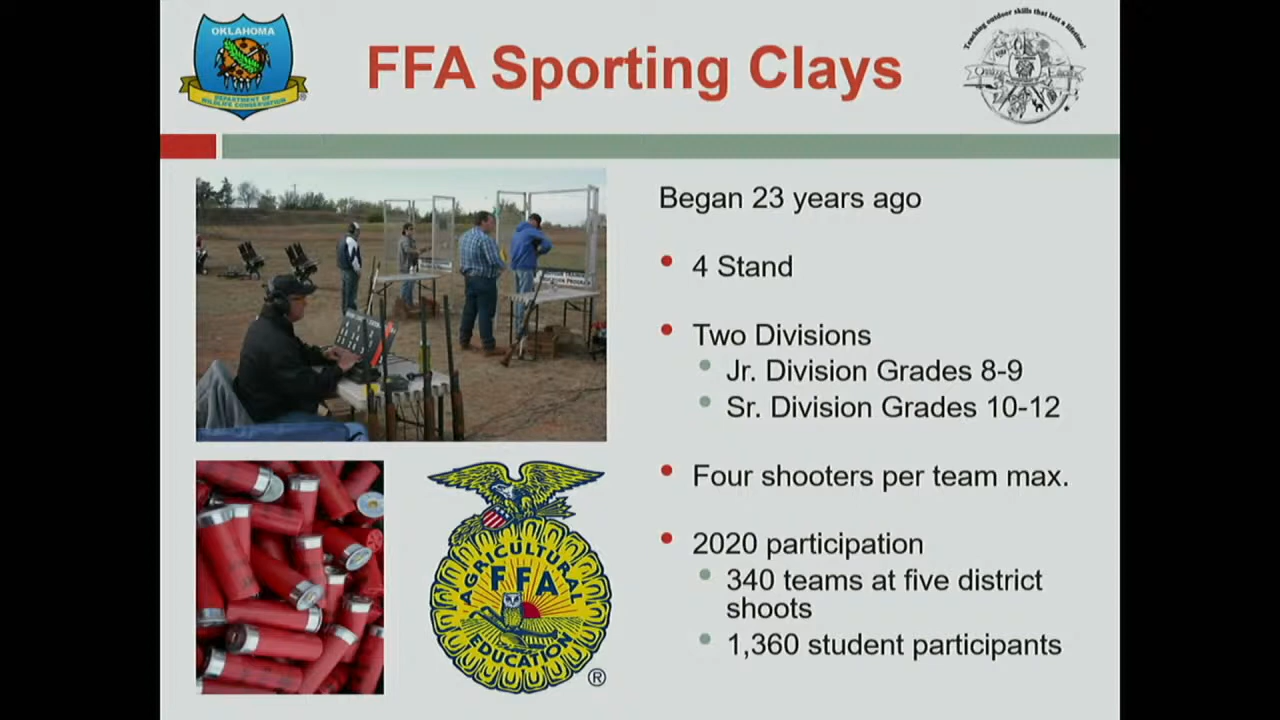 OKLAHOMA
DEPARTMENT OF
WILDLIFE CONSERVATION
®
FFA Sporting Clays
Teaching outdoor skills that last a lifetime!
Began 23 years ago
4 Stand
Two Divisions
Jr. Division Grades 8-9
Sr. Division Grades 10-12
Four shooters per team max.
2020 participation
340 teams at five district
shoots
1,360 student participants
AGRICULTURAL
FFA
EDUCATION
®